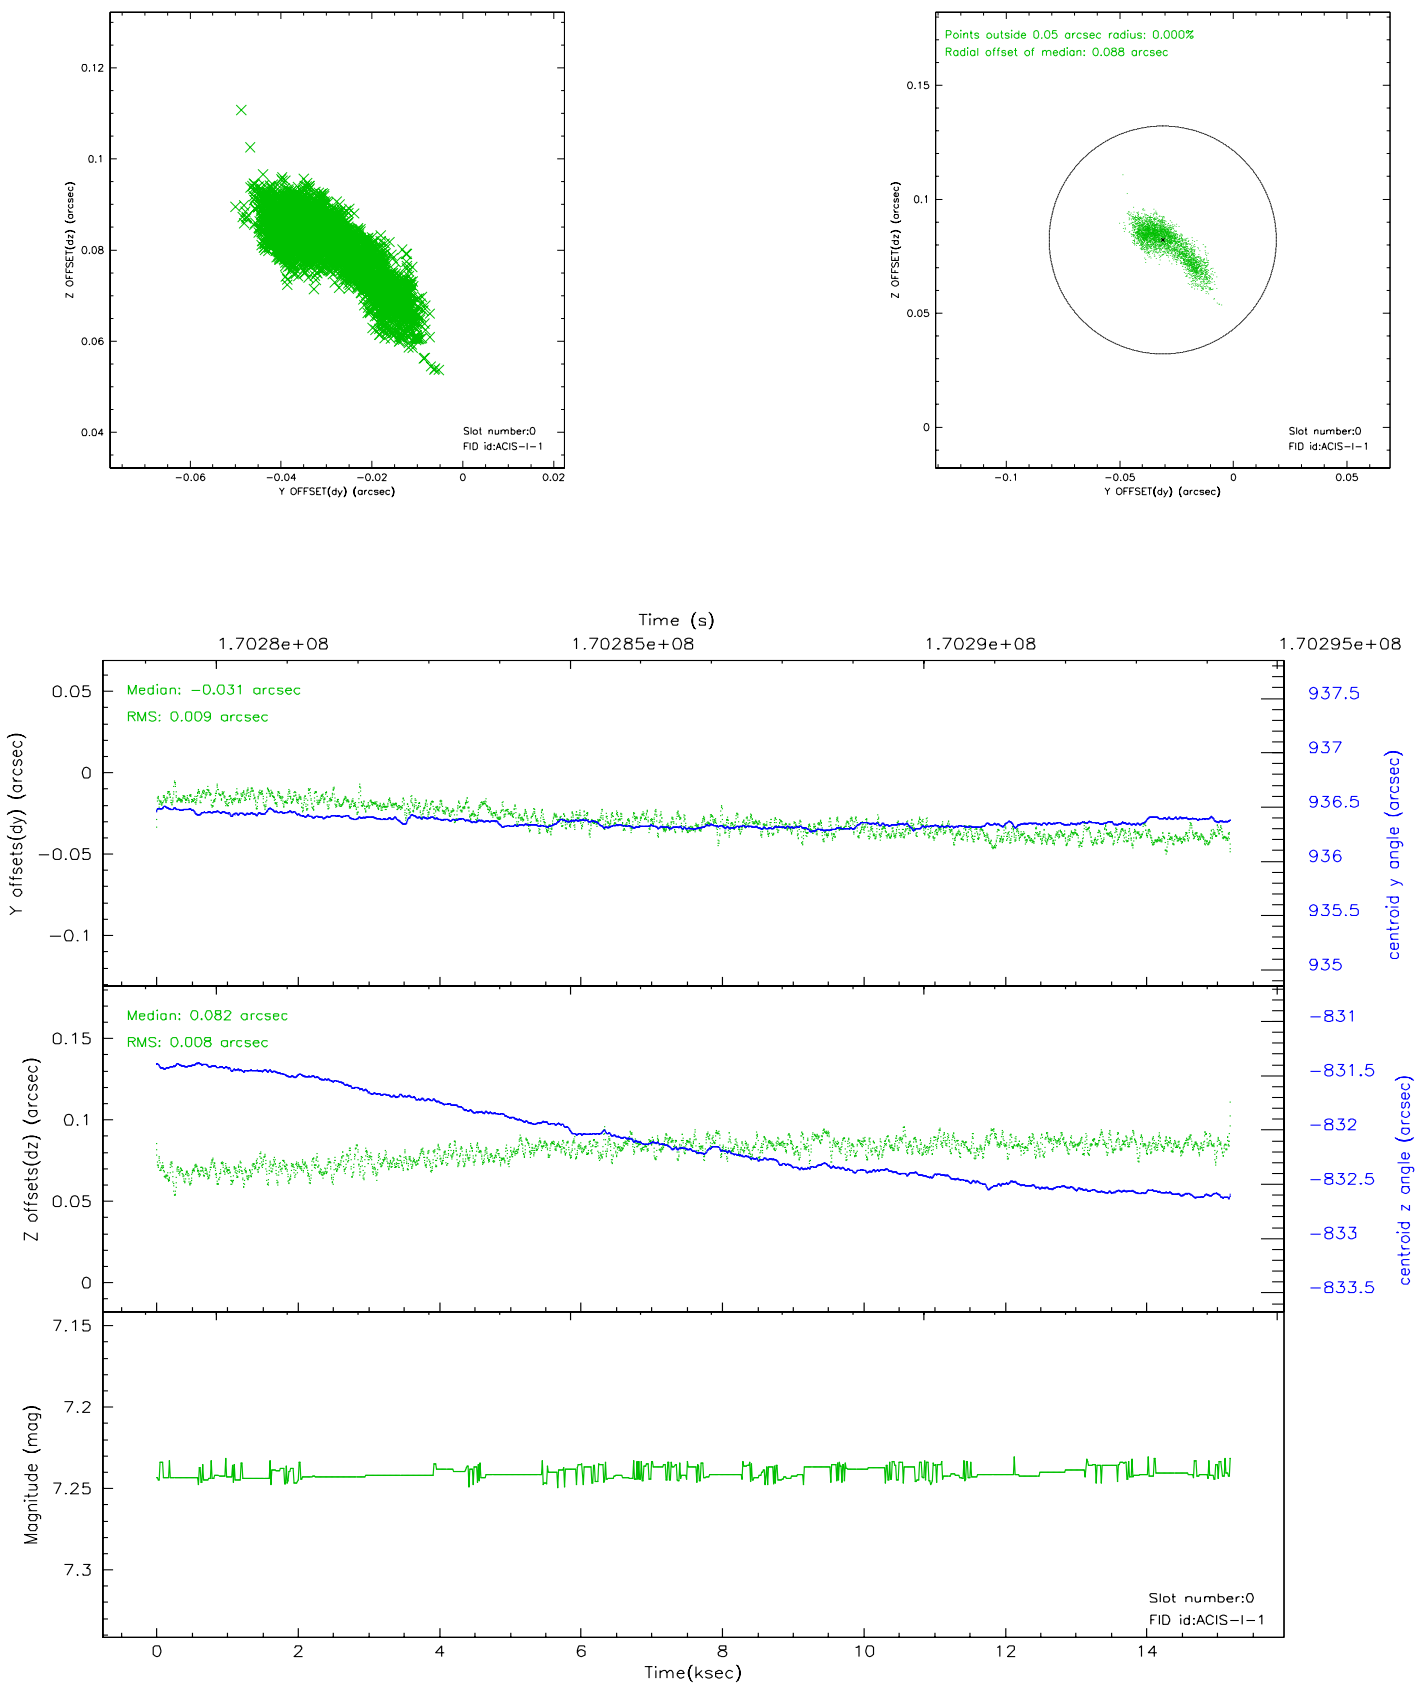 0.12
0.1
0.08
0.06
0.04
Z OFFSET(dz) (arcsec)
Slot number:0
FID id:ACIS-I-1
-0.06 -0.04 -0.02 0 0.02
Y OFFSET(dy) (arcsec)
Points outside 0.05 arcsec radius: 0.000%
Radial offset of median: 0.088 arcsec
0.15
0.1
0.05
0
Z OFFSET(dz) (arcsec)
Slot number:0
FID id:ACIS-I-1
-0.1 -0.05 0 0.05
Y OFFSET(dy) (arcsec)
Time (s)
1.7028e+08 1.70285e+08 1.7029e+08 1.70295e+08
Median: -0.031 arcsec
RMS: 0.009 arcsec
0.05
0
-0.05
-0.1
Y offsets(dy) (arcsec)
937.5
937
936.5
936
935.5
935
centroid y angle (arcsec)
Median: 0.082 arcsec
RMS: 0.008 arcsec
0.15
0.1
0.05
0
Z offsets(dz) (arcsec)
-831
-831.5
-832
-832.5
-833
-833.5
centroid z angle (arcsec)
7.15
7.2
7.25
7.3
Magnitude (mag)
Slot number:0
FID id:ACIS-I-1
0 2 4 6 8 10 12 14
Time(ksec)